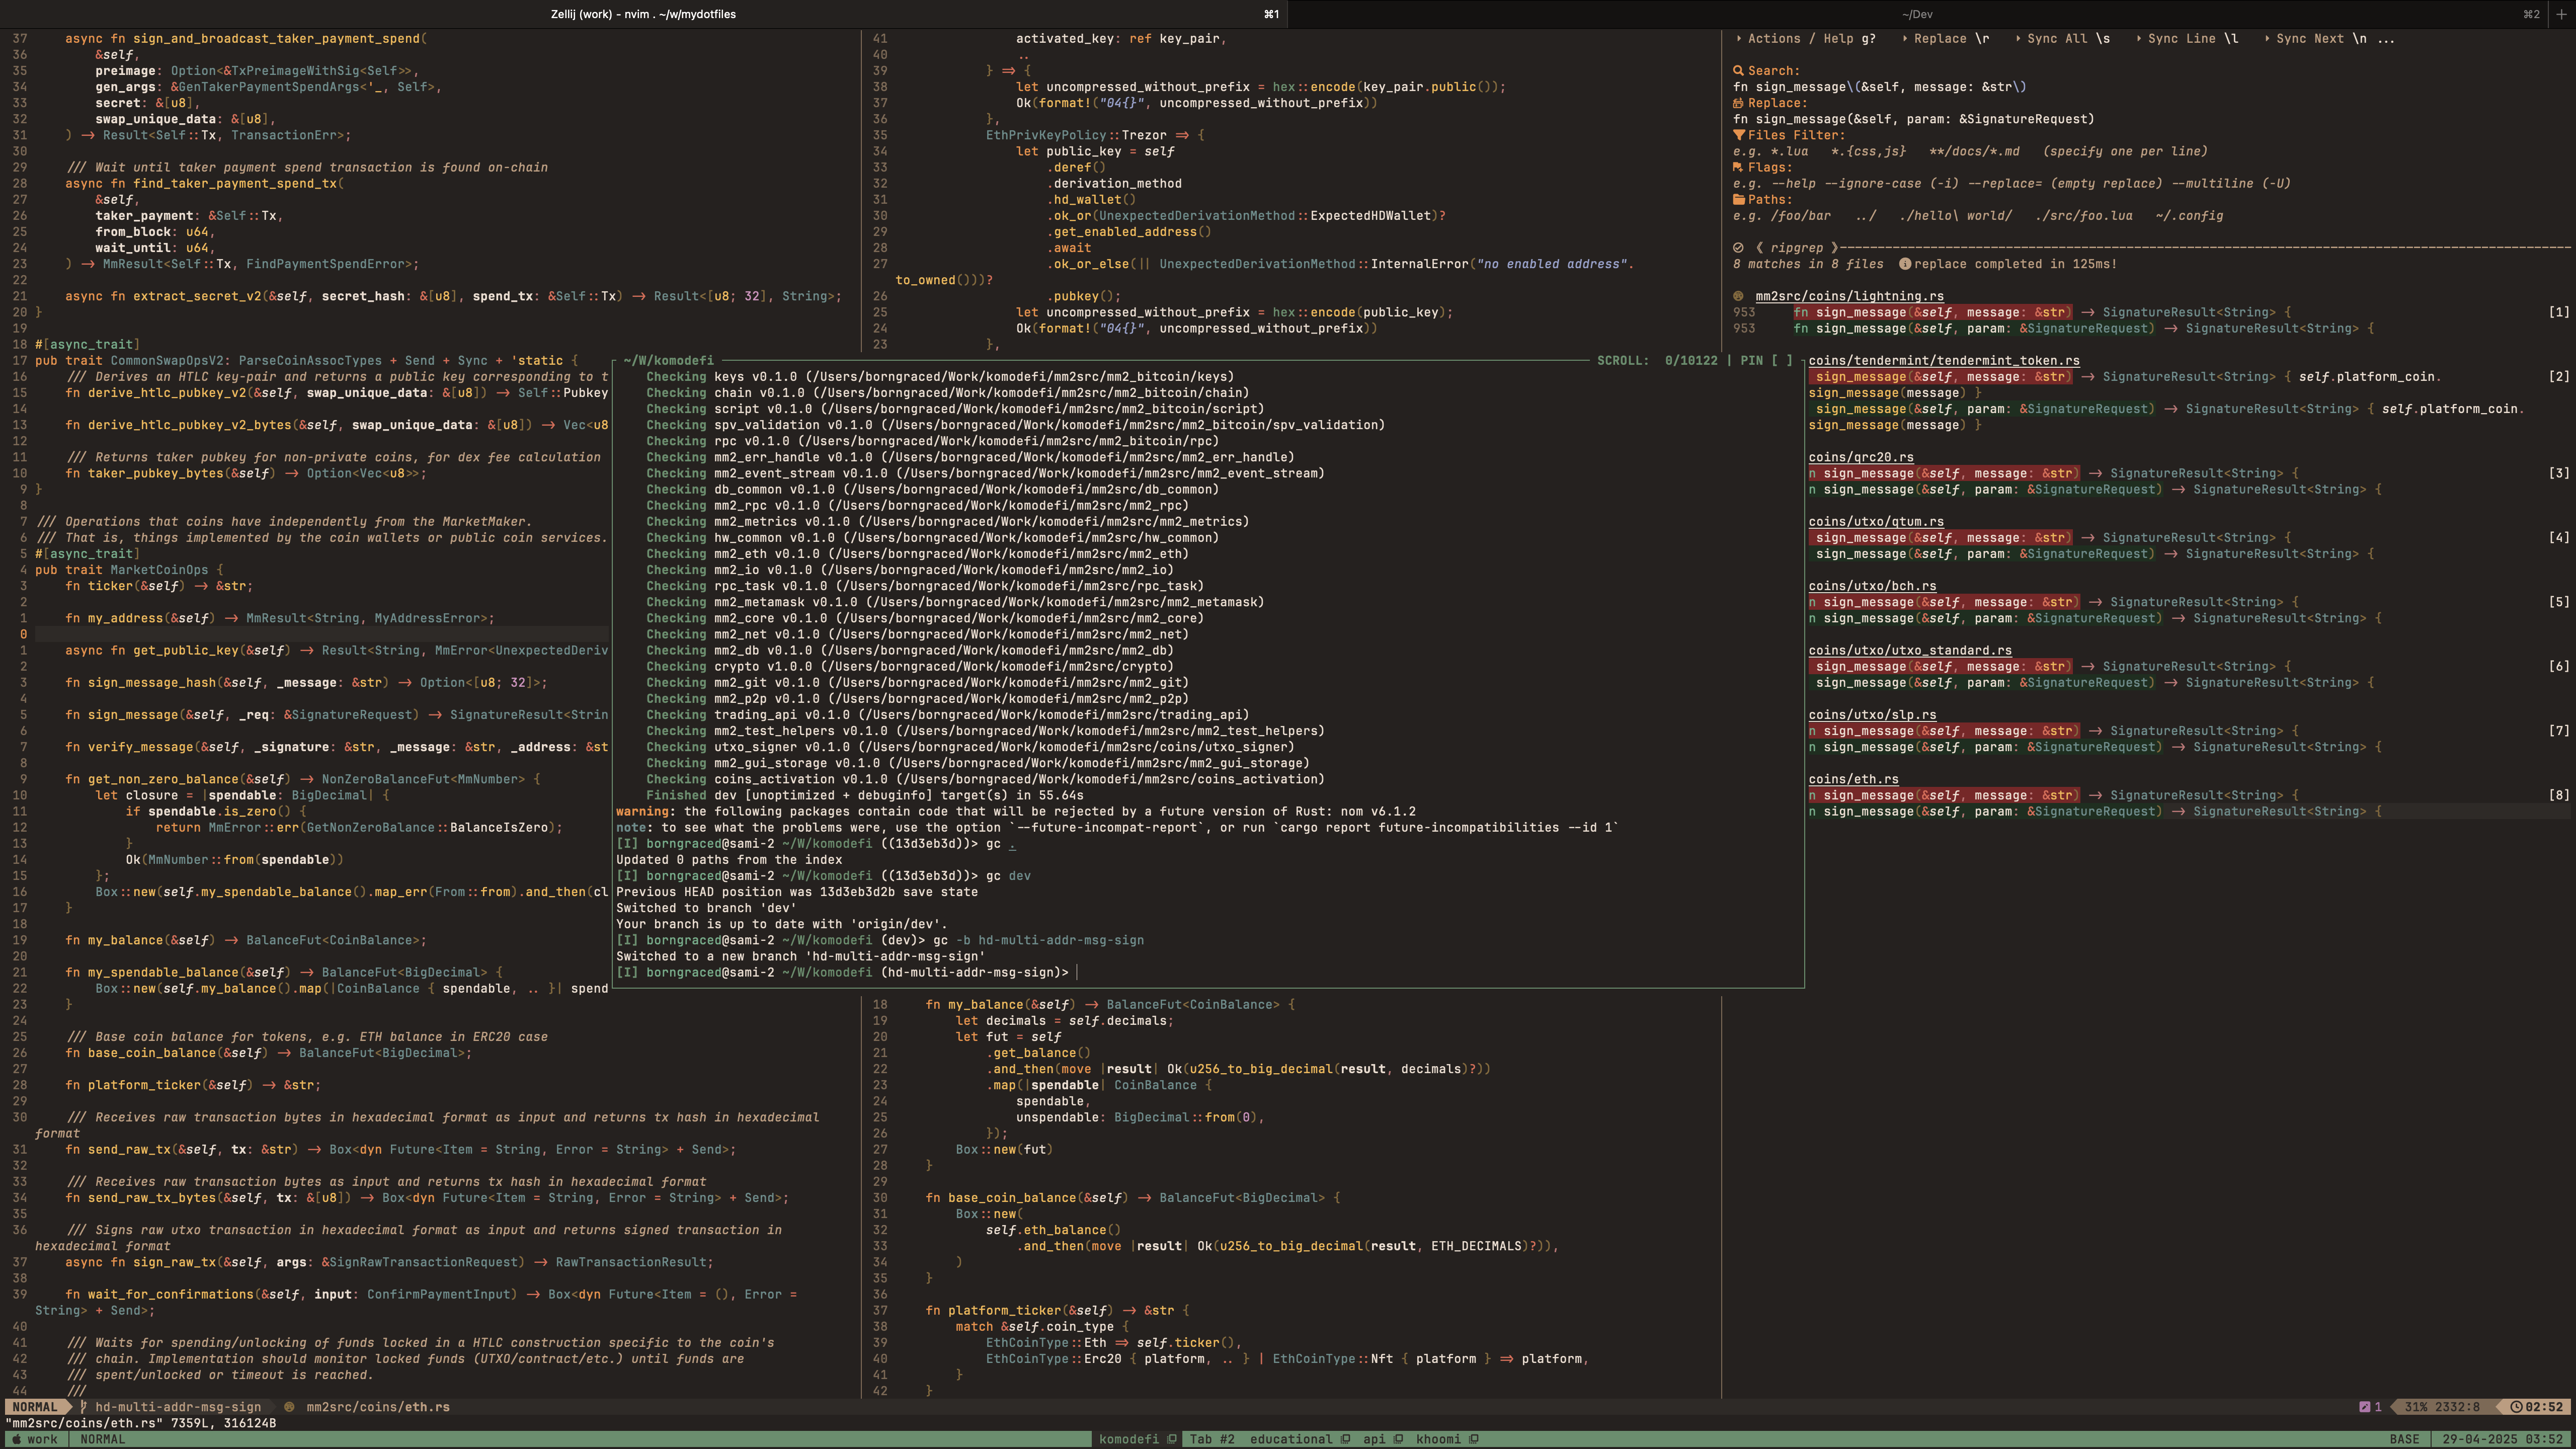 Zellij (work) - nvim . ~/w/mydotfiles
⌘1
~/Dev
⌘2
37 async fn sign_and_broadcast_taker_payment_spend(
36 &self,
35 preimage: Option<&TxPreimageWithSig<Self>>,
34 gen_args: &GenTakerPaymentSpendArgs<'_, Self>,
33 secret: &[u8],
32 swap_unique_data: &[u8],
31 ) -> Result<Self::Tx, TransactionErr>;
30
29 /// Wait until taker payment spend transaction is found on-chain
28 async fn find_taker_payment_spend_tx(
27 &self,
26 taker_payment: &Self::Tx,
25 from_block: u64,
24 wait_until: u64,
23 ) -> MmResult<Self::Tx, FindPaymentSpendError>;
22
21 async fn extract_secret_v2(&self, secret_hash: &[u8], spend_tx: &Self::Tx) -> Result<[u8; 32], String>;
20 }
19
18 #[async_trait]
17 pub trait CommonSwapOpsV2: ParseCoinAssocTypes + Send + Sync + 'static {
16 /// Derives an HTLC key-pair and returns a public key corresponding to t
15 fn derive_htlc_pubkey_v2(&self, swap_unique_data: &[u8]) -> Self::Pubkey
14
13 fn derive_htlc_pubkey_v2_bytes(&self, swap_unique_data: &[u8]) -> Vec<u8
12
11 /// Returns taker pubkey for non-private coins, for dex fee calculation
10 fn taker_pubkey_bytes(&self) -> Option<Vec<u8>>;
9 }
8
7 /// Operations that coins have independently from the MarketMaker.
6 /// That is, things implemented by the coin wallets or public coin services.
5 #[async_trait]
4 pub trait MarketCoinOps {
3 fn ticker(&self) -> &str;
2
1 fn my_address(&self) -> MmResult<String, MyAddressError>;
0
1 async fn get_public_key(&self) -> Result<String, MmError<UnexpectedDeriv
2
3 fn sign_message_hash(&self, _message: &str) -> Option<[u8; 32]>;
4
5 fn sign_message(&self, _req: &SignatureRequest) -> SignatureResult<Strin
6
7 fn verify_message(&self, _signature: &str, _message: &str, _address: &st
8
9 fn get_non_zero_balance(&self) -> NonZeroBalanceFut<MmNumber> {
10 let closure = |spendable: BigDecimal| {
11 if spendable.is_zero() {
12 return MmError::err(GetNonZeroBalance::BalanceIsZero);
13 }
14 Ok(MmNumber::from(spendable))
15 };
16 Box::new(self.my_spendable_balance().map_err(From::from).and_then(cl
17 }
18
19 fn my_balance(&self) -> BalanceFut<CoinBalance>;
20
21 fn my_spendable_balance(&self) -> BalanceFut<BigDecimal> {
22 Box::new(self.my_balance().map(|CoinBalance { spendable, .. }| spend
23 }
24
25 /// Base coin balance for tokens, e.g. ETH balance in ERC20 case
26 fn base_coin_balance(&self) -> BalanceFut<BigDecimal>;
27
28 fn platform_ticker(&self) -> &str;
29
30 /// Receives raw transaction bytes in hexadecimal format as input and returns tx hash in hexadecimal
format
31 fn send_raw_tx(&self, tx: &str) -> Box<dyn Future<Item = String, Error = String> + Send>;
32
33 /// Receives raw transaction bytes as input and returns tx hash in hexadecimal format
34 fn send_raw_tx_bytes(&self, tx: &[u8]) -> Box<dyn Future<Item = String, Error = String> + Send>;
35
36 /// Signs raw utxo transaction in hexadecimal format as input and returns signed transaction in
hexadecimal format
37 async fn sign_raw_tx(&self, args: &SignRawTransactionRequest) -> RawTransactionResult;
38
39 fn wait_for_confirmations(&self, input: ConfirmPaymentInput) -> Box<dyn Future<Item = (), Error =
String> + Send>;
40
41 /// Waits for spending/unlocking of funds locked in a HTLC construction specific to the coin's
42 /// chain. Implementation should monitor locked funds (UTXO/contract/etc.) until funds are
43 /// spent/unlocked or timeout is reached.
44 ///
41 activated_key: ref key_pair,
40 ..
39 } => {
38 let uncompressed_without_prefix = hex::encode(key_pair.public());
37 Ok(format!("04{}", uncompressed_without_prefix))
36 },
35 EthPrivKeyPolicy::Trezor => {
34 let public_key = self
33 .deref()
32 .derivation_method
31 .hd_wallet()
30 .ok_or(UnexpectedDerivationMethod::ExpectedHDWallet)?
29 .get_enabled_address()
28 .await
27 .ok_or_else(|| UnexpectedDerivationMethod::InternalError("no enabled address".
to_owned()))?
26 .pubkey();
25 let uncompressed_without_prefix = hex::encode(public_key);
24 Ok(format!("04{}", uncompressed_without_prefix))
23 },
~/W/komodefi SCROLL: 0/10122 | PIN [ ]
Checking keys v0.1.0 (/Users/borngraced/Work/komodefi/mm2src/mm2_bitcoin/keys)
Checking chain v0.1.0 (/Users/borngraced/Work/komodefi/mm2src/mm2_bitcoin/chain)
Checking script v0.1.0 (/Users/borngraced/Work/komodefi/mm2src/mm2_bitcoin/script)
Checking spv_validation v0.1.0 (/Users/borngraced/Work/komodefi/mm2src/mm2_bitcoin/spv_validation)
Checking rpc v0.1.0 (/Users/borngraced/Work/komodefi/mm2src/mm2_bitcoin/rpc)
Checking mm2_err_handle v0.1.0 (/Users/borngraced/Work/komodefi/mm2src/mm2_err_handle)
Checking mm2_event_stream v0.1.0 (/Users/borngraced/Work/komodefi/mm2src/mm2_event_stream)
Checking db_common v0.1.0 (/Users/borngraced/Work/komodefi/mm2src/db_common)
Checking mm2_rpc v0.1.0 (/Users/borngraced/Work/komodefi/mm2src/mm2_rpc)
Checking mm2_metrics v0.1.0 (/Users/borngraced/Work/komodefi/mm2src/mm2_metrics)
Checking hw_common v0.1.0 (/Users/borngraced/Work/komodefi/mm2src/hw_common)
Checking mm2_eth v0.1.0 (/Users/borngraced/Work/komodefi/mm2src/mm2_eth)
Checking mm2_io v0.1.0 (/Users/borngraced/Work/komodefi/mm2src/mm2_io)
Checking rpc_task v0.1.0 (/Users/borngraced/Work/komodefi/mm2src/rpc_task)
Checking mm2_metamask v0.1.0 (/Users/borngraced/Work/komodefi/mm2src/mm2_metamask)
Checking mm2_core v0.1.0 (/Users/borngraced/Work/komodefi/mm2src/mm2_core)
Checking mm2_net v0.1.0 (/Users/borngraced/Work/komodefi/mm2src/mm2_net)
Checking mm2_db v0.1.0 (/Users/borngraced/Work/komodefi/mm2src/mm2_db)
Checking crypto v1.0.0 (/Users/borngraced/Work/komodefi/mm2src/crypto)
Checking mm2_git v0.1.0 (/Users/borngraced/Work/komodefi/mm2src/mm2_git)
Checking mm2_p2p v0.1.0 (/Users/borngraced/Work/komodefi/mm2src/mm2_p2p)
Checking trading_api v0.1.0 (/Users/borngraced/Work/komodefi/mm2src/trading_api)
Checking mm2_test_helpers v0.1.0 (/Users/borngraced/Work/komodefi/mm2src/mm2_test_helpers)
Checking utxo_signer v0.1.0 (/Users/borngraced/Work/komodefi/mm2src/coins/utxo_signer)
Checking mm2_gui_storage v0.1.0 (/Users/borngraced/Work/komodefi/mm2src/mm2_gui_storage)
Checking coins_activation v0.1.0 (/Users/borngraced/Work/komodefi/mm2src/coins_activation)
Finished dev [unoptimized + debuginfo] target(s) in 55.64s
warning: the following packages contain code that will be rejected by a future version of Rust: nom v6.1.2
note: to see what the problems were, use the option `--future-incompat-report`, or run `cargo report future-incompatibilities --id 1`
[I] borngraced@sami-2 ~/W/komodefi ((13d3eb3d))> gc .
Updated 0 paths from the index
[I] borngraced@sami-2 ~/W/komodefi ((13d3eb3d))> gc dev
Previous HEAD position was 13d3eb3d2b save state
Switched to branch 'dev'
Your branch is up to date with 'origin/dev'.
[I] borngraced@sami-2 ~/W/komodefi (dev)> gc -b hd-multi-addr-msg-sign
Switched to a new branch 'hd-multi-addr-msg-sign'
[I] borngraced@sami-2 ~/W/komodefi (hd-multi-addr-msg-sign)>
18 fn my_balance(&self) -> BalanceFut<CoinBalance> {
19 let decimals = self.decimals;
20 let fut = self
21 .get_balance()
22 .and_then(move |result| Ok(u256_to_big_decimal(result, decimals)?))
23 .map(|spendable| CoinBalance {
24 spendable,
25 unspendable: BigDecimal::from(0),
26 });
27 Box::new(fut)
28 }
29
30 fn base_coin_balance(&self) -> BalanceFut<BigDecimal> {
31 Box::new(
32 self.eth_balance()
33 .and_then(move |result| Ok(u256_to_big_decimal(result, ETH_DECIMALS)?)),
34 )
35 }
36
37 fn platform_ticker(&self) -> &str {
38 match &self.coin_type {
39 EthCoinType::Eth => self.ticker(),
40 EthCoinType::Erc20 { platform, .. } | EthCoinType::Nft { platform } => platform,
41 }
42 }
Actions / Help g? Replace \r Sync All \s Sync Line \l Sync Next \n ...
Search:
fn sign_message\(&self, message: &str\)
Replace:
fn sign_message(&self, param: &SignatureRequest)
Files Filter:
e.g. *.lua *.{css,js} **/docs/*.md (specify one per line)
Flags:
e.g. --help --ignore-case (-i) --replace= (empty replace) --multiline (-U)
Paths:
e.g. /foo/bar ../ ./hello\ world/ ./src/foo.lua ~/.config
《 ripgrep 》
8 matches in 8 files replace completed in 125ms!
mm2src/coins/lightning.rs
953 fn sign_message(&self, message: &str) -> SignatureResult<String> { [1]
953 fn sign_message(&self, param: &SignatureRequest) -> SignatureResult<String> {
coins/tendermint/tendermint_token.rs
sign_message(&self, message: &str) -> SignatureResult<String> { self.platform_coin. [2]
sign_message(message) }
sign_message(&self, param: &SignatureRequest) -> SignatureResult<String> { self.platform_coin.
sign_message(message) }
coins/qrc20.rs
n sign_message(&self, message: &str) -> SignatureResult<String> { [3]
n sign_message(&self, param: &SignatureRequest) -> SignatureResult<String> {
coins/utxo/qtum.rs
sign_message(&self, message: &str) -> SignatureResult<String> { [4]
sign_message(&self, param: &SignatureRequest) -> SignatureResult<String> {
coins/utxo/bch.rs
n sign_message(&self, message: &str) -> SignatureResult<String> { [5]
n sign_message(&self, param: &SignatureRequest) -> SignatureResult<String> {
coins/utxo/utxo_standard.rs
sign_message(&self, message: &str) -> SignatureResult<String> { [6]
sign_message(&self, param: &SignatureRequest) -> SignatureResult<String> {
coins/utxo/slp.rs
n sign_message(&self, message: &str) -> SignatureResult<String> { [7]
n sign_message(&self, param: &SignatureRequest) -> SignatureResult<String> {
coins/eth.rs
n sign_message(&self, message: &str) -> SignatureResult<String> { [8]
n sign_message(&self, param: &SignatureRequest) -> SignatureResult<String> {
NORMAL hd-multi-addr-msg-sign mm2src/coins/eth.rs 1 31% 2332:8 02:52
"mm2src/coins/eth.rs" 7359L, 316124B
work NORMAL komodefi Tab #2 educational api khoomi BASE 29-04-2025 03:52